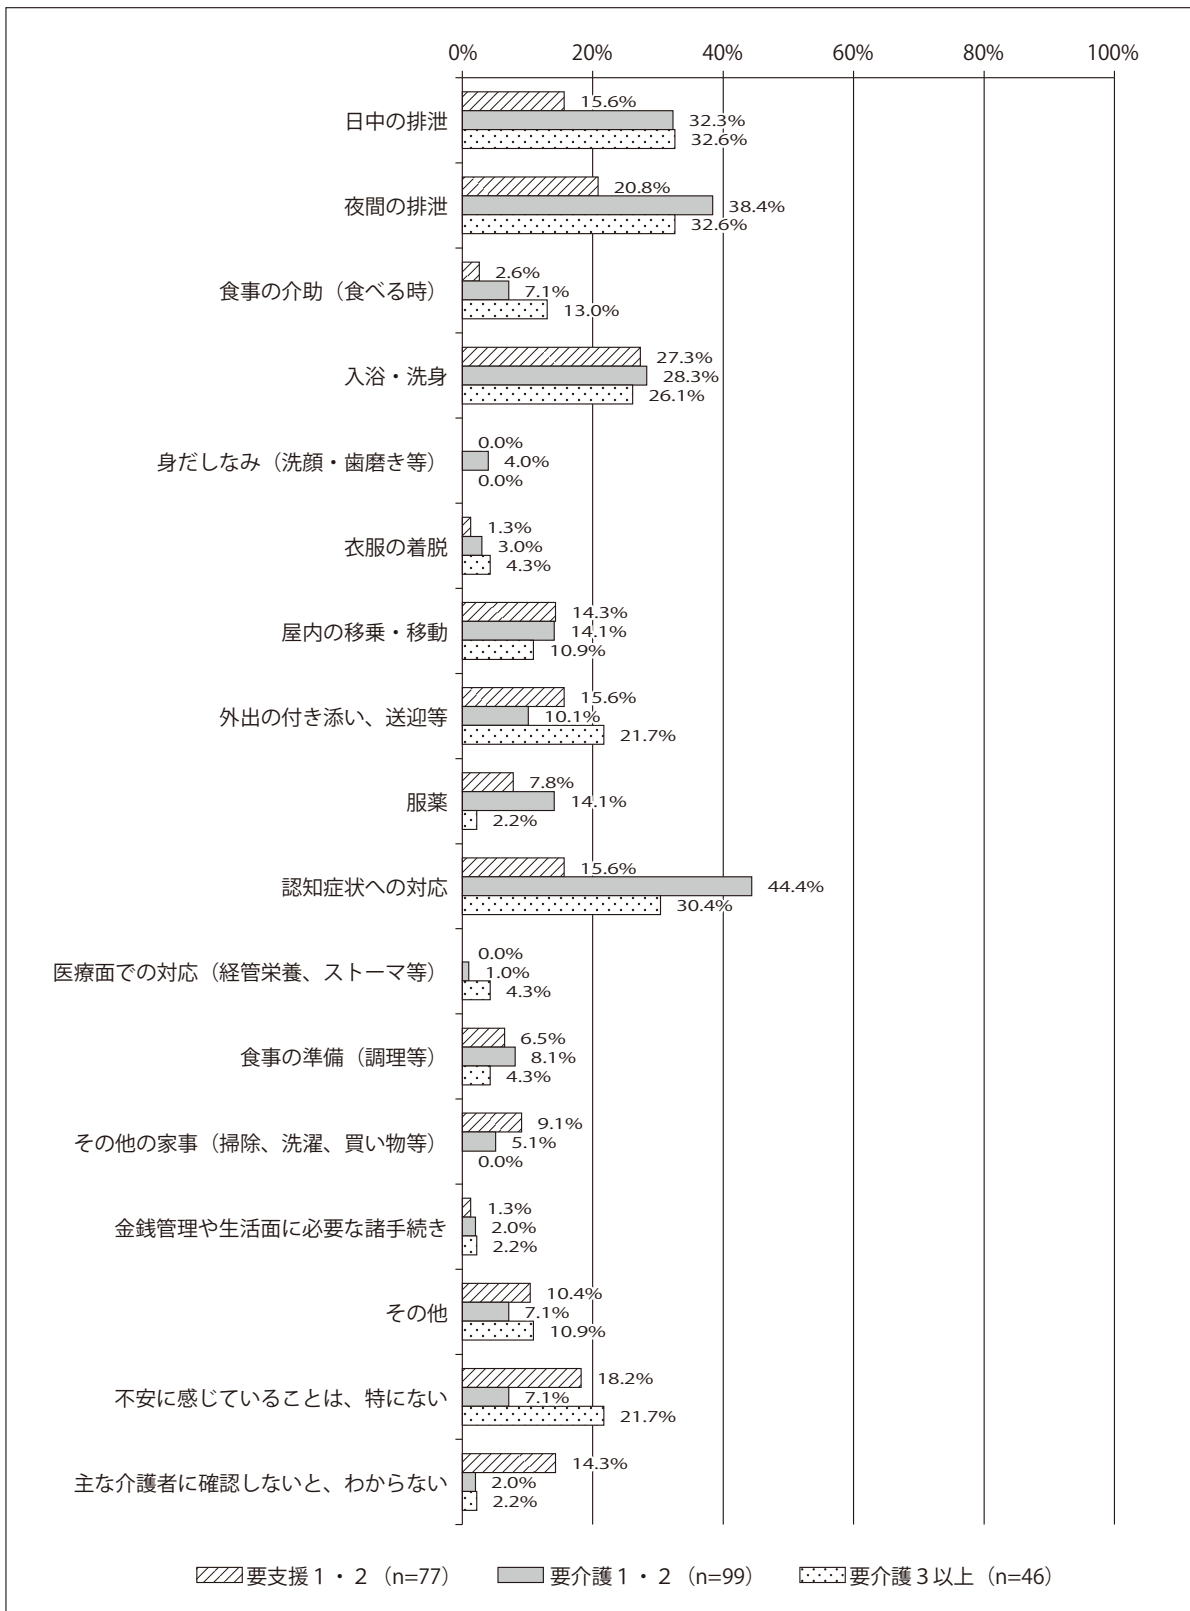 0% 20% 40% 60% 80% 100%
日中の排泄
15.6%
32.3%
32.6%
夜間の排泄
20.8%
38.4%
32.6%
食事の介助（食べる時）
2.6%
7.1%
13.0%
入浴・洗身
27.3%
28.3%
26.1%
身だしなみ（洗顔・歯磨き等）
0.0%
4.0%
0.0%
衣服の着脱
1.3%
3.0%
4.3%
屋内の移乗・移動
14.3%
14.1%
10.9%
外出の付き添い、送迎等
15.6%
10.1%
21.7%
服薬
7.8%
14.1%
2.2%
認知症状への対応
15.6%
44.4%
30.4%
医療面での対応（経管栄養、ストーマ等）
0.0%
1.0%
4.3%
食事の準備（調理等）
6.5%
8.1%
4.3%
その他の家事（掃除、洗濯、買い物等）
9.1%
5.1%
0.0%
金銭管理や生活面に必要な諸手続き
1.3%
2.0%
2.2%
その他
10.4%
7.1%
10.9%
不安に感じていることは、特にない
18.2%
7.1%
21.7%
主な介護者に確認しないと、わからない
14.3%
2.0%
2.2%
要支援１・２（n=77） 要介護１・２（n=99） 要介護３以上（n=46）